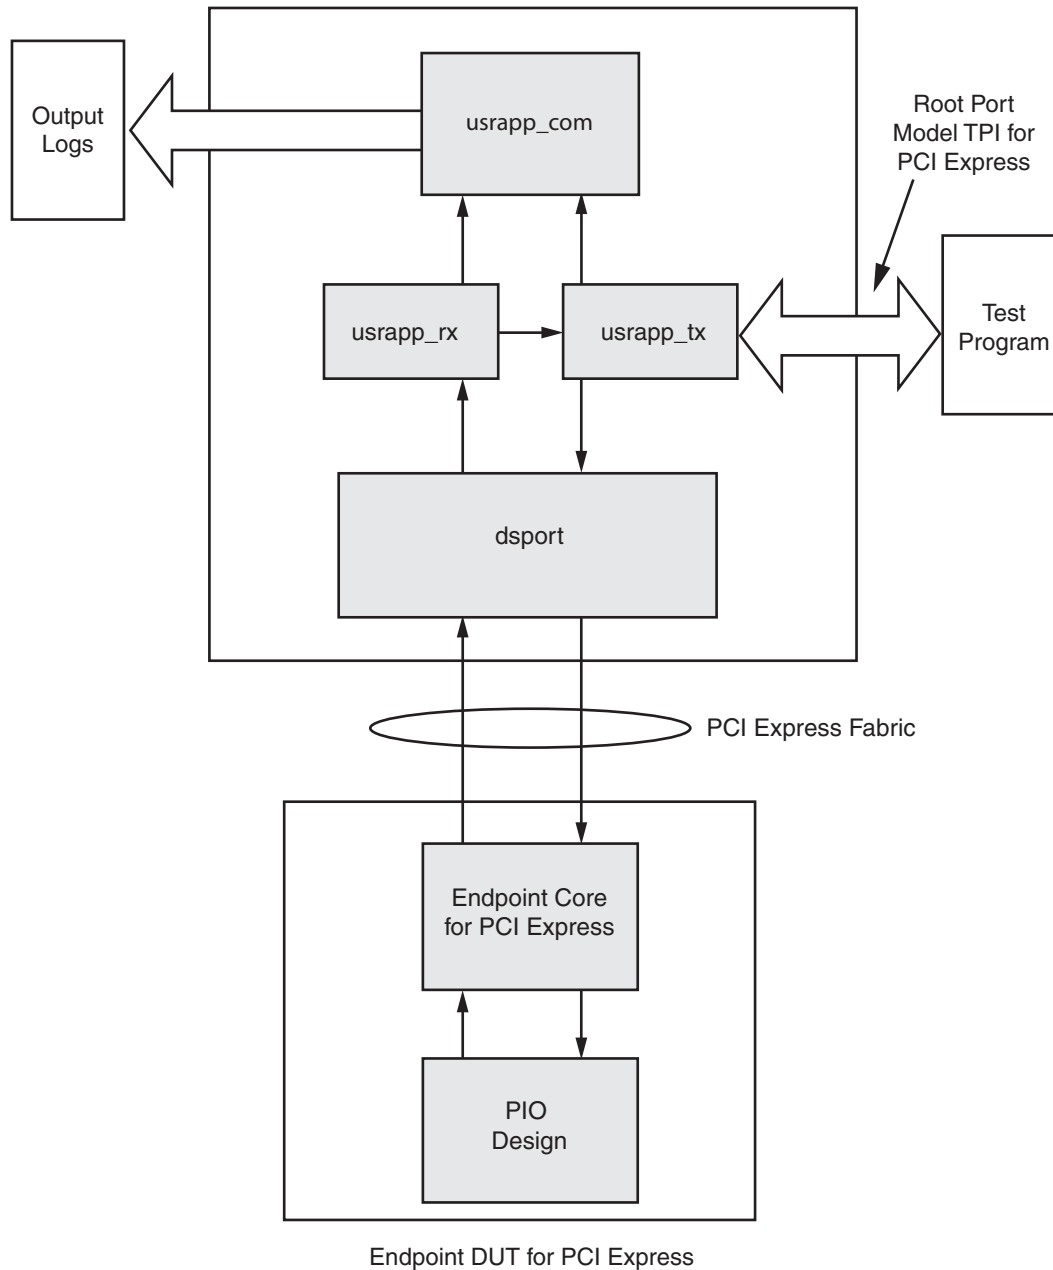 Output
Logs
usrapp_com
Root Port
Model TPI for
PCI Express
usrapp_rx
usrapp_tx
Test
Program
dsport
PCI Express Fabric
Endpoint Core
for PCI Express
PIO
Design
Endpoint DUT for PCI Express